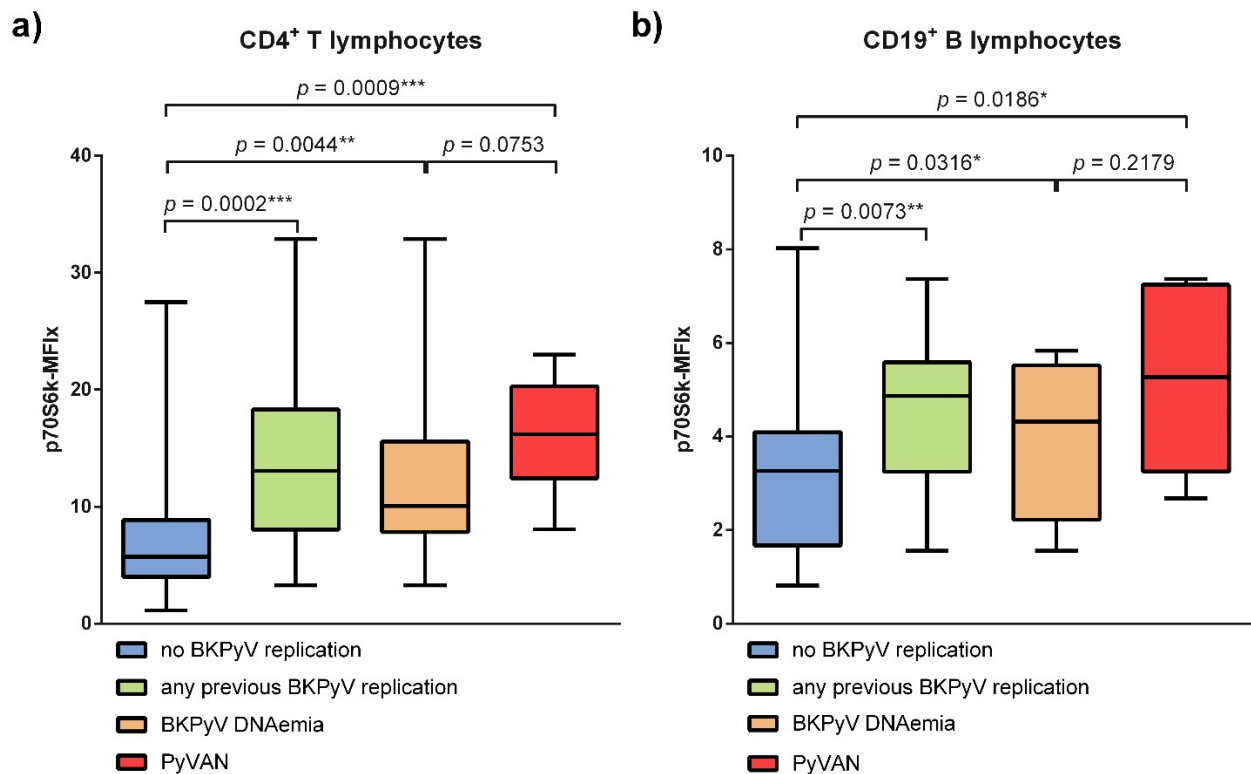 a)
CD4+ T lymphocytes
p = 0.0009***
p = 0.0044**
p = 0.0753
p = 0.0002***
p70S6k-MFIx
40
30
20
10
0
no BKPyV replication
any previous BKPyV replication
BKPyV DNAemia
PyVAN
b)
CD19+ B lymphocytes
p = 0.0186*
p = 0.0316*
p = 0.2179
p = 0.0073**
p70S6k-MFIx
10
8
6
4
2
0
no BKPyV replication
any previous BKPyV replication
BKPyV DNAemia
PyVAN